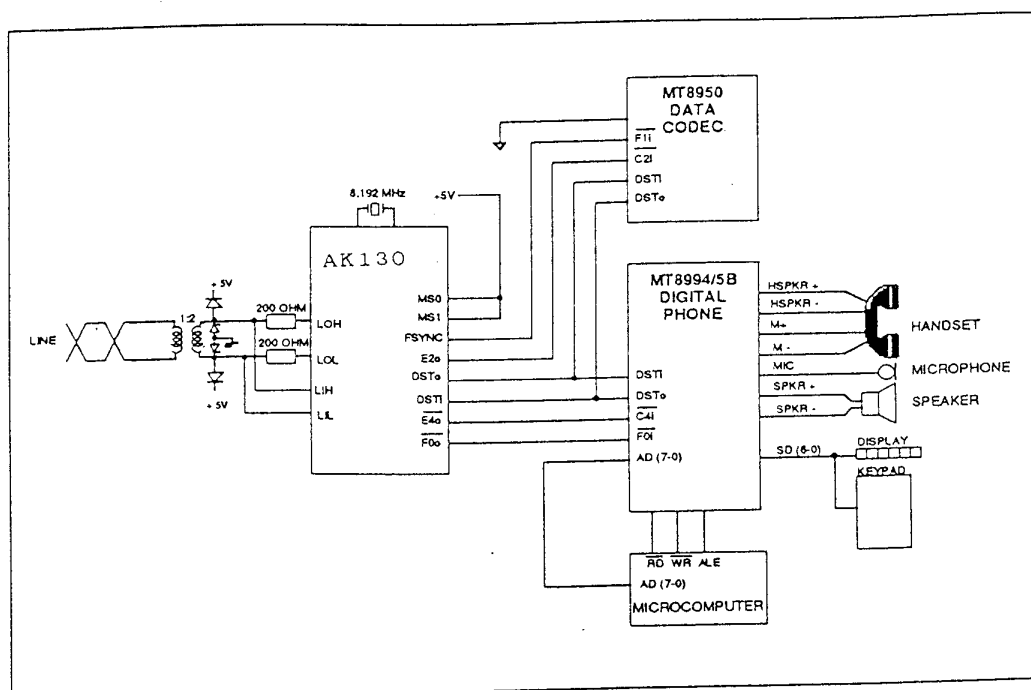 MT8950
DATA
CODEC
F1i
C2i
DSTi
DSTo
8.192 MHz
+5V
AK130
MS0
MS1
FSYNC
E2o
DSTo
DSTi
E4o
F0o
LOH
LOL
LIH
LIL
200 OHM
200 OHM
+5V
1:2
LINE
+5V
MT8994/5B
DIGITAL
PHONE
DSTi
DSTo
C4i
F0i
AD (7-0)
HSPKR +
HSPKR -
M+
M -
MIC
SPKR +
SPKR -
SD (6-0)
HANDSET
MICROPHONE
SPEAKER
DISPLAY
KEYPAD
RD WR ALE
AD (7-0)
MICROCOMPUTER